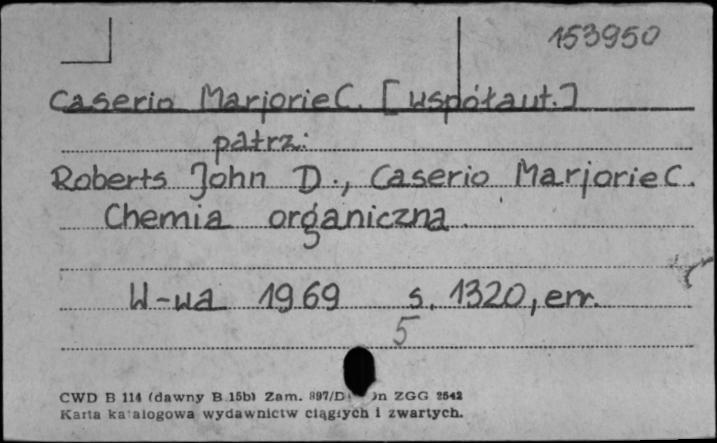 153950
Caserio Marjorie C. [współaut.]
patrz:
Roberts John D., Caserio Marjorie C.
Chemia organiczna.
W-wa 1969 s. 1320, err.
5
CWD B 114 (dawny B 15b) Zam. 897/D n ZGG 2542
Karta katalogowa wydawnictw ciągłych i zwartych.